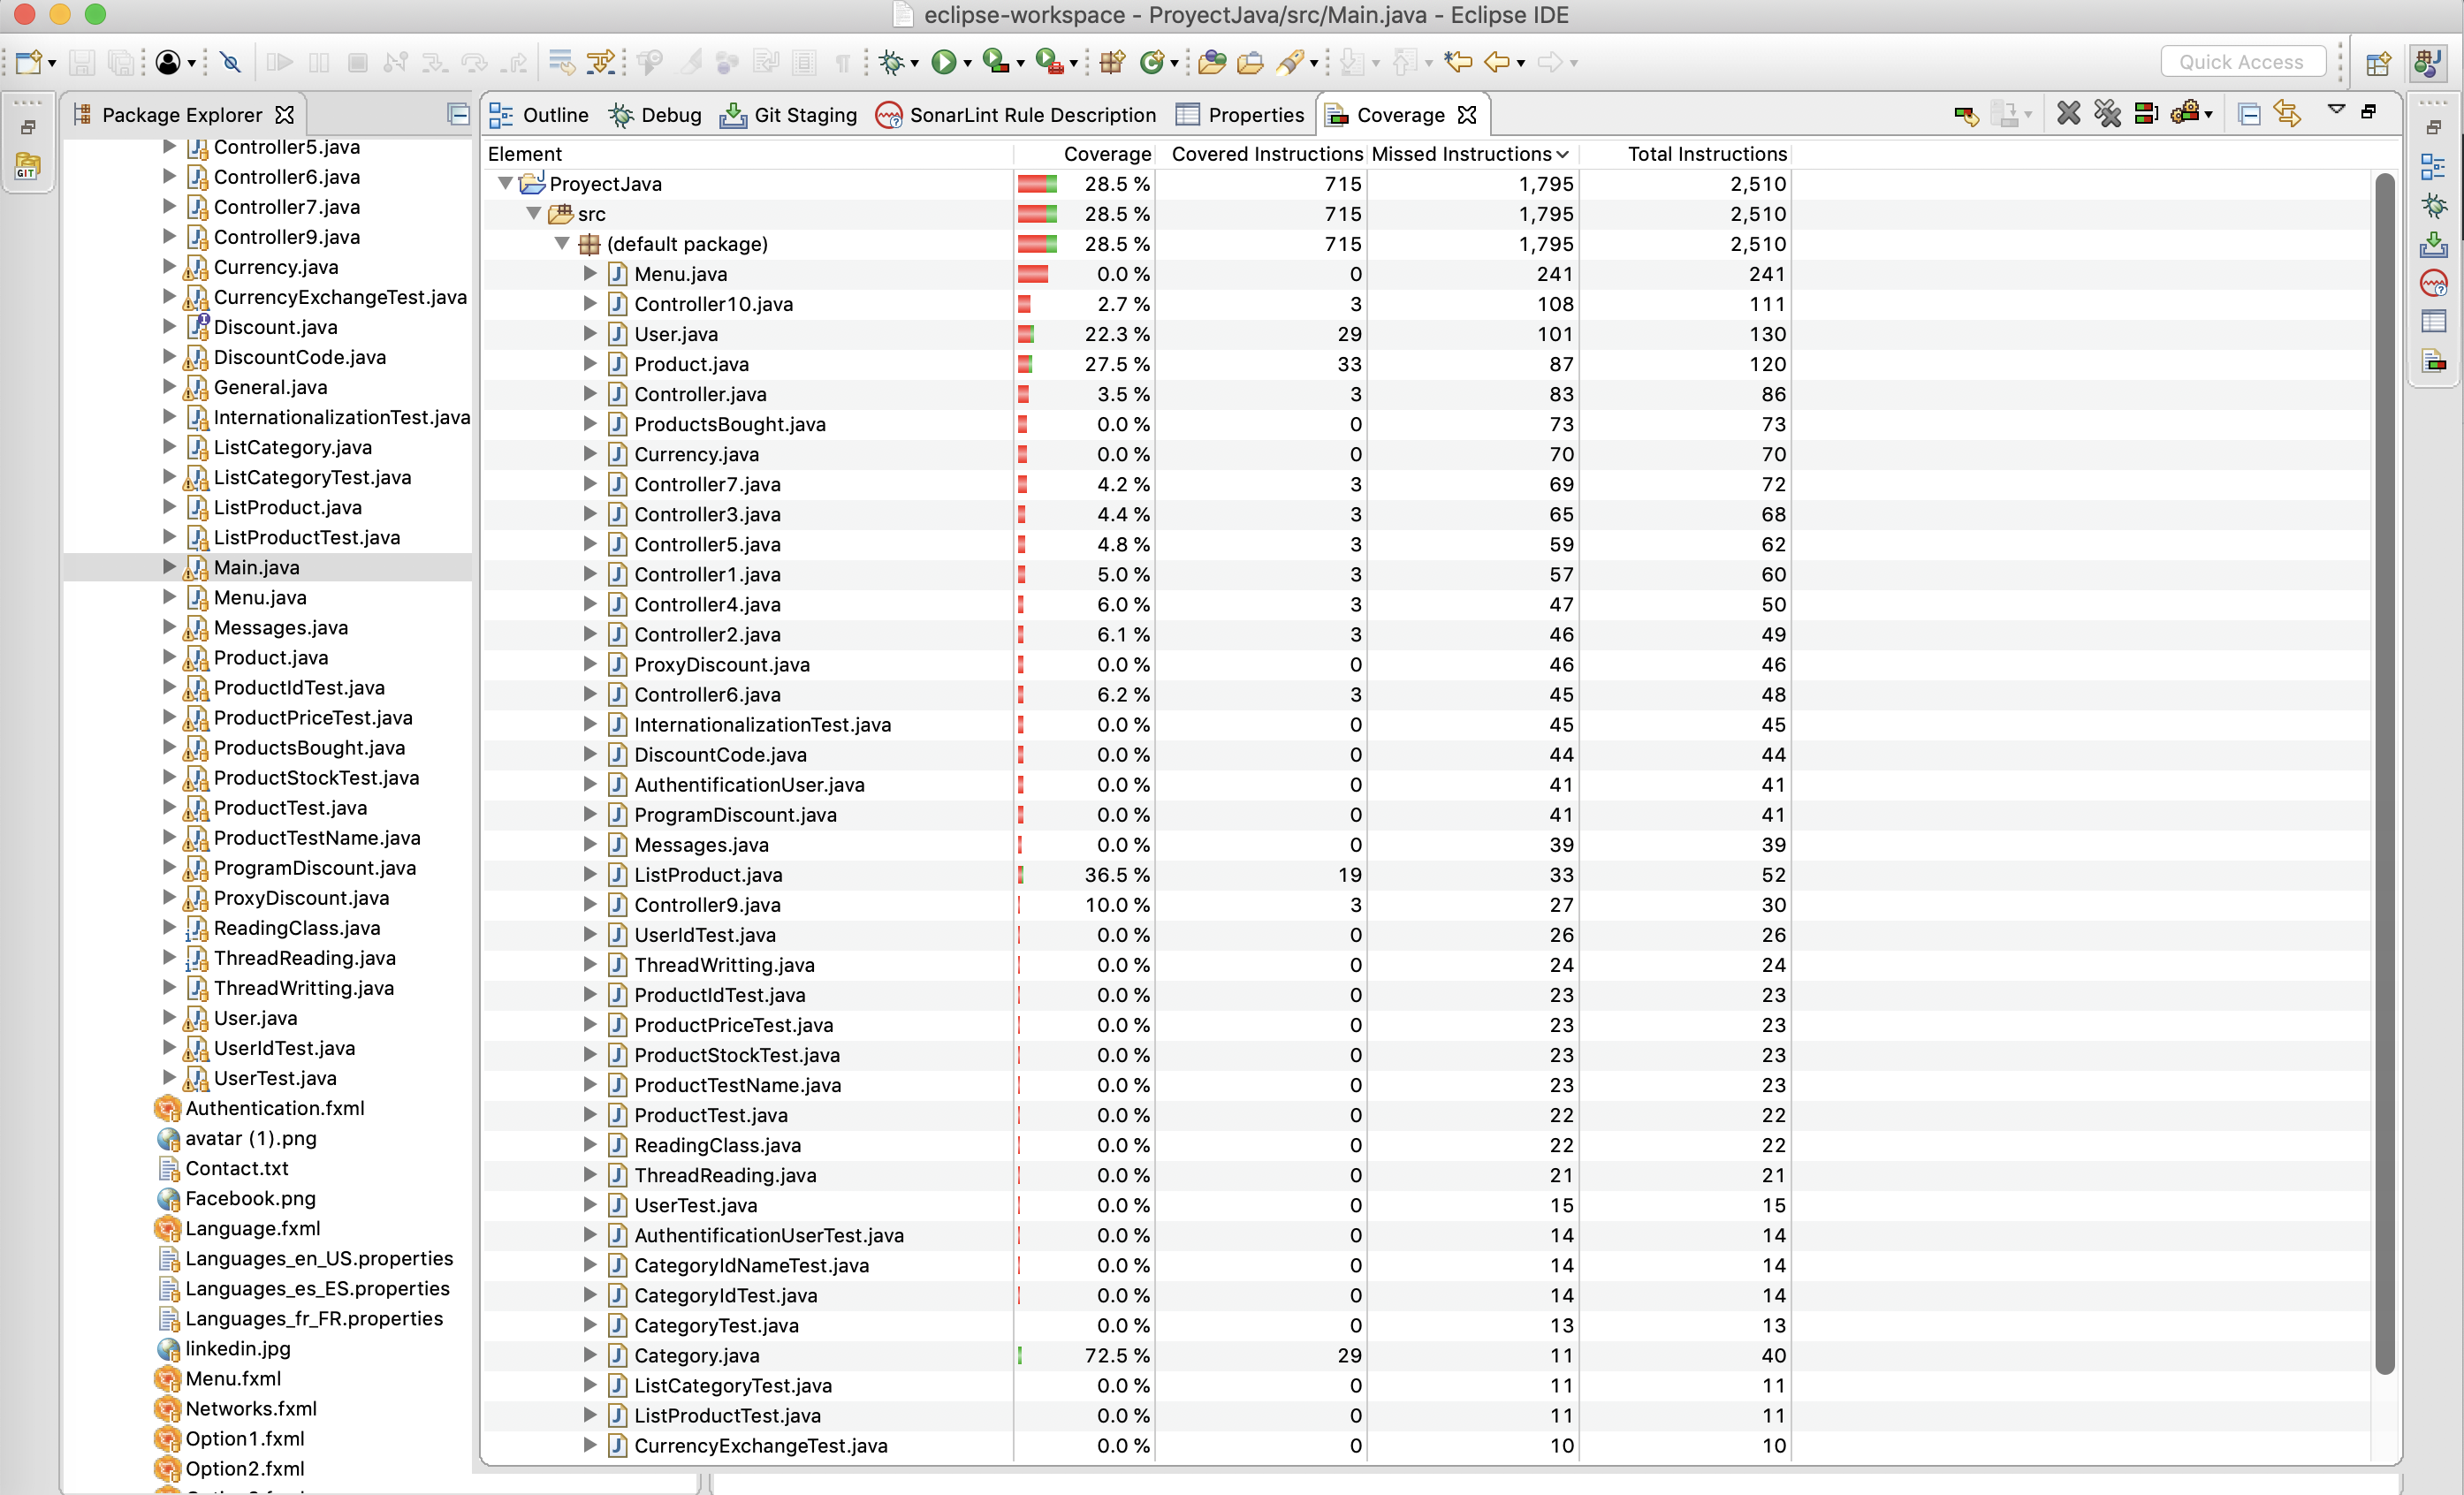 eclipse-workspace - ProyectJava/src/Main.java - Eclipse IDE
Quick Access
Package Explorer
Controller5.java
Controller6.java
Controller7.java
Controller9.java
Currency.java
CurrencyExchangeTest.java
Discount.java
DiscountCode.java
General.java
InternationalizationTest.java
ListCategory.java
ListCategoryTest.java
ListProduct.java
ListProductTest.java
Main.java
Menu.java
Messages.java
Product.java
ProductIdTest.java
ProductPriceTest.java
ProductsBought.java
ProductStockTest.java
ProductTest.java
ProductTestName.java
ProgramDiscount.java
ProxyDiscount.java
ReadingClass.java
ThreadReading.java
ThreadWritting.java
User.java
UserIdTest.java
UserTest.java
Authentication.fxml
avatar (1).png
Contact.txt
Facebook.png
Language.fxml
Languages_en_US.properties
Languages_es_ES.properties
Languages_fr_FR.properties
linkedin.jpg
Menu.fxml
Networks.fxml
Option1.fxml
Option2.fxml
Outline Debug Git Staging SonarLint Rule Description Properties Coverage
Element Coverage Covered Instructions Missed Instructions Total Instructions
ProyectJava 28.5 % 715 1,795 2,510
src 28.5 % 715 1,795 2,510
(default package) 28.5 % 715 1,795 2,510
Menu.java 0.0 % 0 241 241
Controller10.java 2.7 % 3 108 111
User.java 22.3 % 29 101 130
Product.java 27.5 % 33 87 120
Controller.java 3.5 % 3 83 86
ProductsBought.java 0.0 % 0 73 73
Currency.java 0.0 % 0 70 70
Controller7.java 4.2 % 3 69 72
Controller3.java 4.4 % 3 65 68
Controller5.java 4.8 % 3 59 62
Controller1.java 5.0 % 3 57 60
Controller4.java 6.0 % 3 47 50
Controller2.java 6.1 % 3 46 49
ProxyDiscount.java 0.0 % 0 46 46
Controller6.java 6.2 % 3 45 48
InternationalizationTest.java 0.0 % 0 45 45
DiscountCode.java 0.0 % 0 44 44
AuthentificationUser.java 0.0 % 0 41 41
ProgramDiscount.java 0.0 % 0 41 41
Messages.java 0.0 % 0 39 39
ListProduct.java 36.5 % 19 33 52
Controller9.java 10.0 % 3 27 30
UserIdTest.java 0.0 % 0 26 26
ThreadWritting.java 0.0 % 0 24 24
ProductIdTest.java 0.0 % 0 23 23
ProductPriceTest.java 0.0 % 0 23 23
ProductStockTest.java 0.0 % 0 23 23
ProductTestName.java 0.0 % 0 23 23
ProductTest.java 0.0 % 0 22 22
ReadingClass.java 0.0 % 0 22 22
ThreadReading.java 0.0 % 0 21 21
UserTest.java 0.0 % 0 15 15
AuthentificationUserTest.java 0.0 % 0 14 14
CategoryIdNameTest.java 0.0 % 0 14 14
CategoryIdTest.java 0.0 % 0 14 14
CategoryTest.java 0.0 % 0 13 13
Category.java 72.5 % 29 11 40
ListCategoryTest.java 0.0 % 0 11 11
ListProductTest.java 0.0 % 0 11 11
CurrencyExchangeTest.java 0.0 % 0 10 10